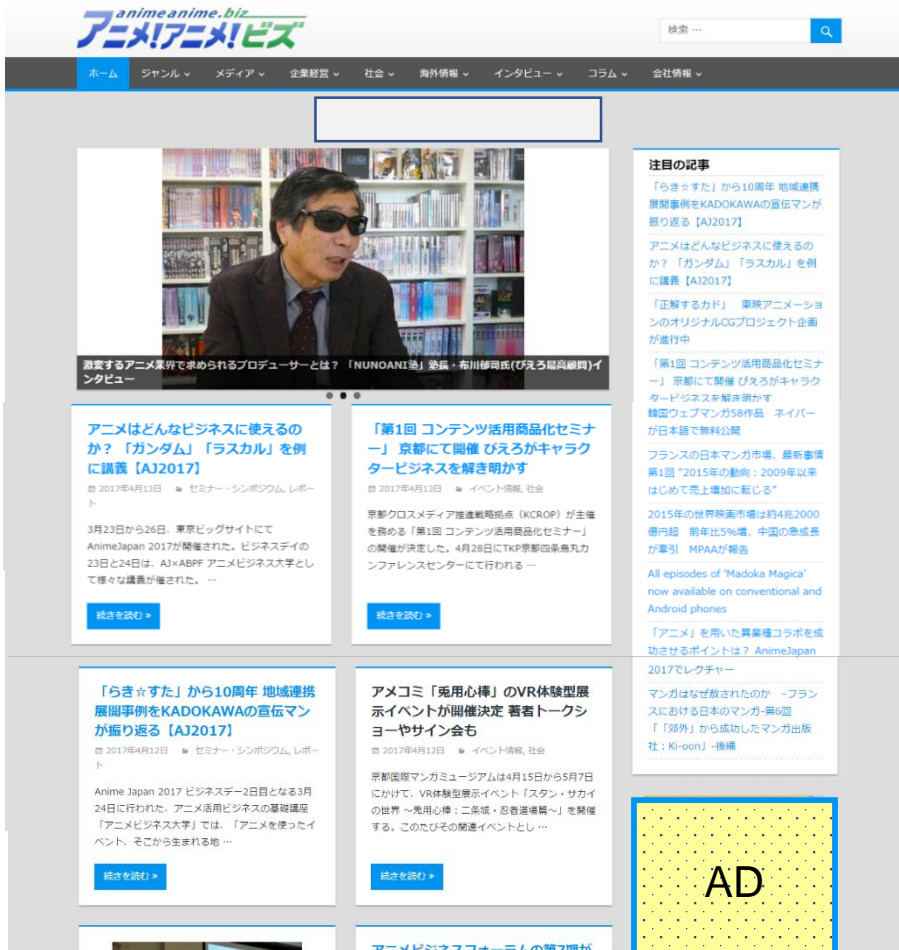 animeanime.biz
アニメ!アニメ!ビズ
検索 …
ホーム ジャンル メディア 企業経営 社会 海外情報 インタビュー コラム 会社情報
激変するアニメ業界で求められるプロデューサーとは？ 「NUNOANI塾」塾長・布川郁司氏(ぴえろ最高顧問)イ
ンタビュー
アニメはどんなビジネスに使えるの
か？ 「ガンダム」「ラスカル」を例
に講義【AJ2017】
2017年4月13日 セミナー・シンポジウム, レポー
ト
3月23日から26日、東京ビッグサイトにて
AnimeJapan 2017が開催された。ビジネスデイの
23日と24日は、AJ×ABPF アニメビジネス大学とし
て様々な講義が催された。 …
続きを読む »
「第1回 コンテンツ活用商品化セミナ
ー」 京都にて開催 ぴえろがキャラク
タービジネスを解き明かす
2017年4月13日 イベント情報, 社会
京都クロスメディア推進戦略拠点（KCROP）が主催
を務める「第1回 コンテンツ活用商品化セミナー」
の開催が決定した。4月28日にTKP京都四条烏丸カ
ンファレンスセンターにて行われる …
続きを読む »
「らき☆すた」から10周年 地域連携
展開事例をKADOKAWAの宣伝マン
が振り返る【AJ2017】
2017年4月12日 セミナー・シンポジウム, レポー
ト
Anime Japan 2017 ビジネスデー2日目となる3月
24日に行われた、アニメ活用ビジネスの基礎講座
「アニメビジネス大学」では、「アニメを使ったイ
ベント、そこから生まれる地 …
続きを読む »
アメコミ「兎用心棒」のVR体験型展
示イベントが開催決定 著者トークシ
ョーやサイン会も
2017年4月12日 イベント情報, 社会
京都国際マンガミュージアムは4月15日から5月7日
にかけて、VR体験型展示イベント「スタン・サカイ
の世界 ～兎用心棒：二条城・忍者道場篇～」を開催
する。このたびその関連イベントとし …
続きを読む »
アニメビジネスフォーラムの第7期が
注目の記事
「らき☆すた」から10周年 地域連携
展開事例をKADOKAWAの宣伝マンが
振り返る【AJ2017】
アニメはどんなビジネスに使えるの
か？ 「ガンダム」「ラスカル」を例
に講義【AJ2017】
「正解するカド」 東映アニメーショ
ンのオリジナルCGプロジェクト企画
が進行中
「第1回 コンテンツ活用商品化セミナ
ー」 京都にて開催 ぴえろがキャラク
タービジネスを解き明かす
韓国ウェブマンガ58作品 ネイバー
が日本語で無料公開
フランスの日本マンガ市場、最新事情
第1回 “2015年の動向：2009年以来
はじめて売上増加に転じる”
2015年の世界映画市場は約4兆2000
億円超 前年比5%増、中国の急成長
が牽引 MPAAが報告
All episodes of ‘Madoka Magica’
now available on conventional and
Android phones
「アニメ」を用いた異業種コラボを成
功させるポイントは？ AnimeJapan
2017でレクチャー
マンガはなぜ赦されたのか －フラン
スにおける日本のマンガ-第6回
「「郊外」から成功したマンガ出版
社：Ki-oon」-後編
AD